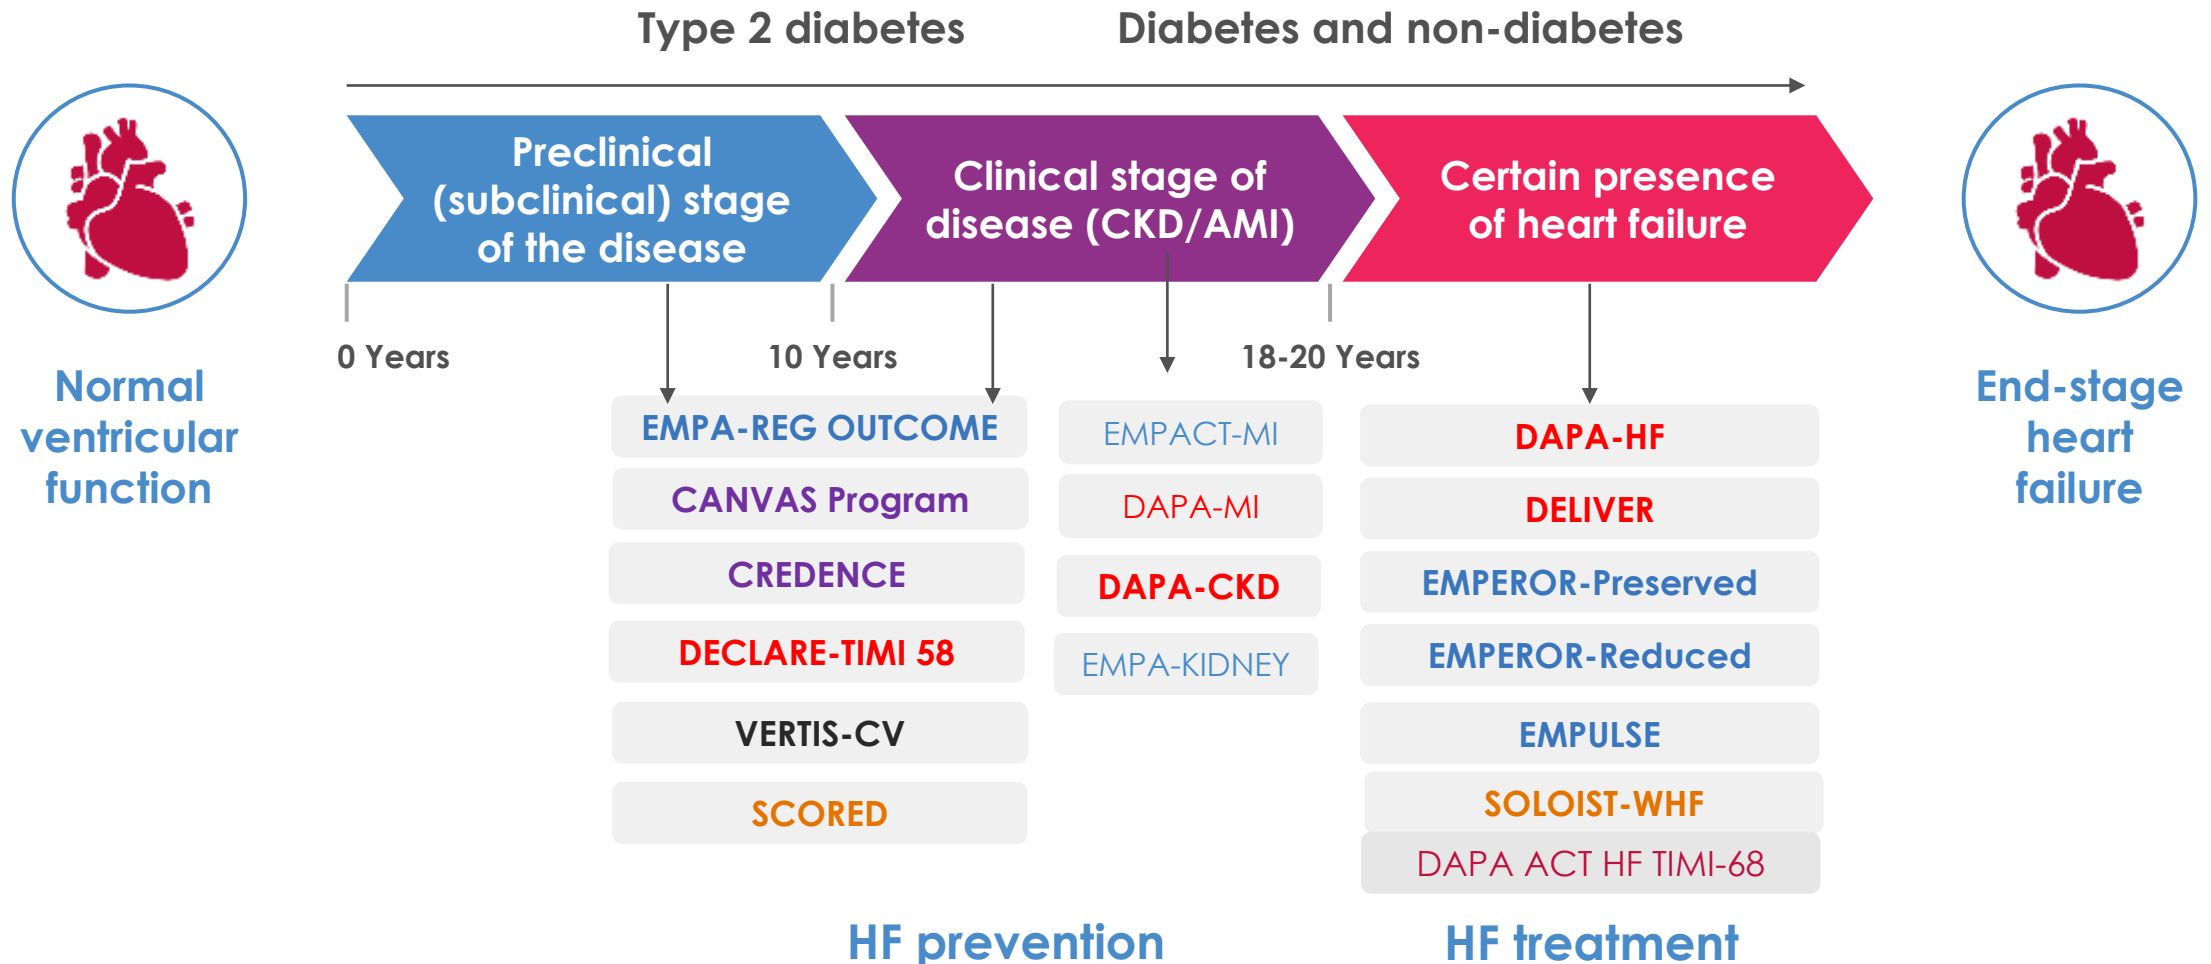 Type 2 diabetes
Diabetes and non-diabetes
Preclinical
(subclinical) stage
of the disease
Clinical stage of
disease (CKD/AMI)
Certain presence
of heart failure
0 Years
10 Years
18-20 Years
Normal
ventricular
function
End-stage
heart
failure
EMPA-REG OUTCOME
CANVAS Program
CREDENCE
DECLARE-TIMI 58
VERTIS-CV
SCORED
EMPACT-MI
DAPA-MI
DAPA-CKD
EMPA-KIDNEY
DAPA-HF
DELIVER
EMPEROR-Preserved
EMPEROR-Reduced
EMPULSE
SOLOIST-WHF
DAPA ACT HF TIMI-68
HF prevention
HF treatment